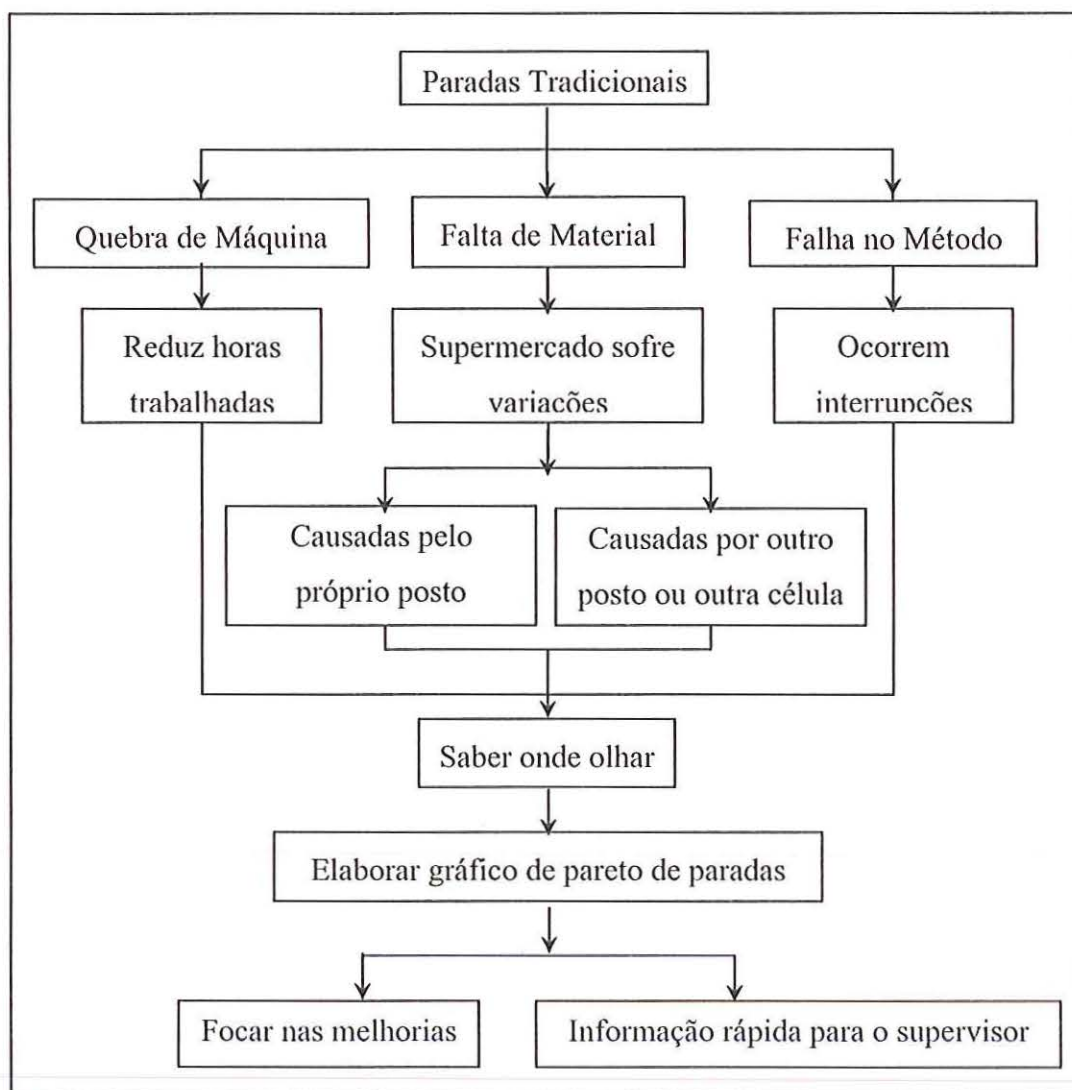 Paradas Tradicionais
Quebra de Máquina
Falta de Material
Falha no Método
Reduz horas
trabalhadas
Supermercado sofre
variações
Ocorrem
interrupções
Causadas pelo
próprio posto
Causadas por outro
posto ou outra célula
Saber onde olhar
Elaborar gráfico de pareto de paradas
Focar nas melhorias
Informação rápida para o supervisor